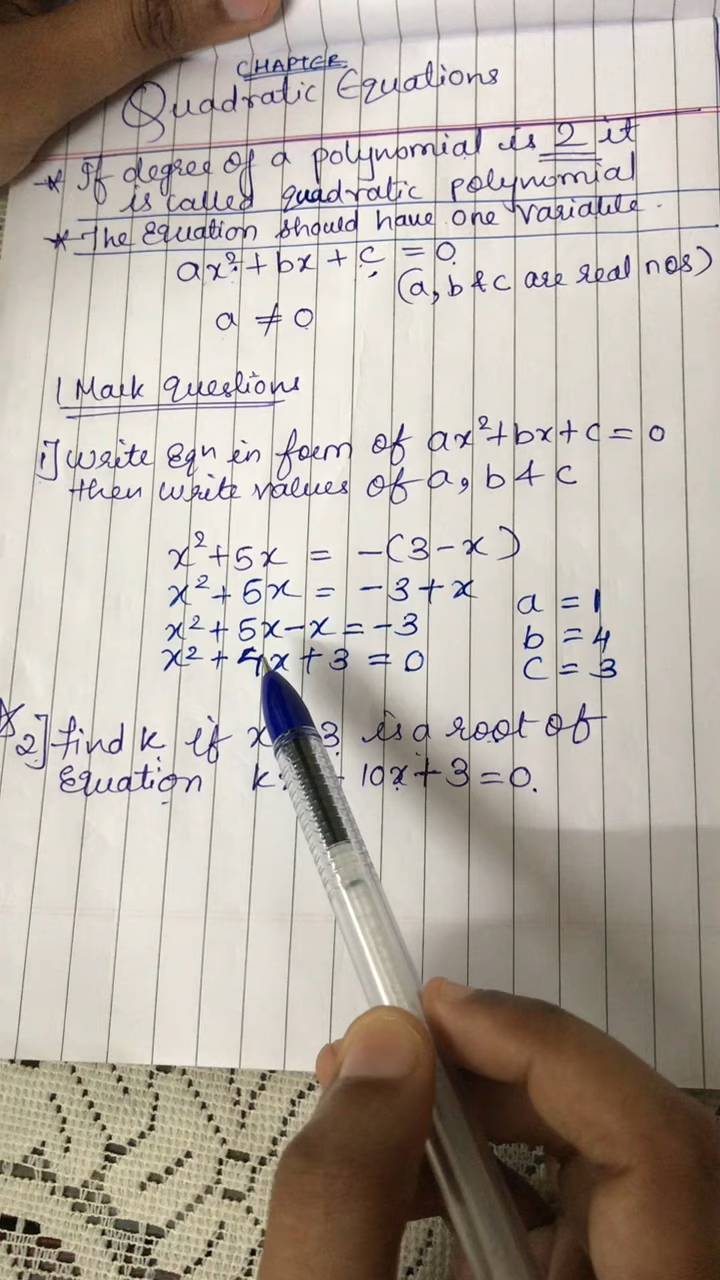 CHAPTER
Quadratic Equations
* If degree of a polynomial is 2 it
is called quadratic polynomial
* The Equation should have one variable.
ax²+bx+c=0
(a, b & c are real nos)
a ≠ 0
1 Mark questions
1] Write Eqn in form of ax²+bx+c=0
then write values of a, b & c
x²+5x = -(3-x)
x²+5x = -3+x
a = 1
x²+5x-x=-3
b = 4
x²+4x+3=0
c = 3
2] find k if x 3 is a root of
Equation k 10x+3=0.